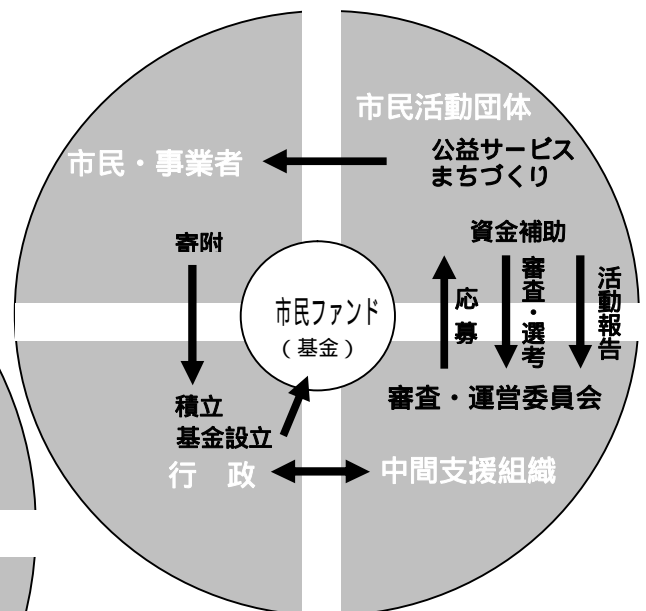 市民活動団体
公益サービス
まちづくり
市民・事業者
資金補助
寄附
応募
審査・選考
活動報告
市民ファンド
（基金）
審査・運営委員会
積立
基金設立
行　政
中間支援組織